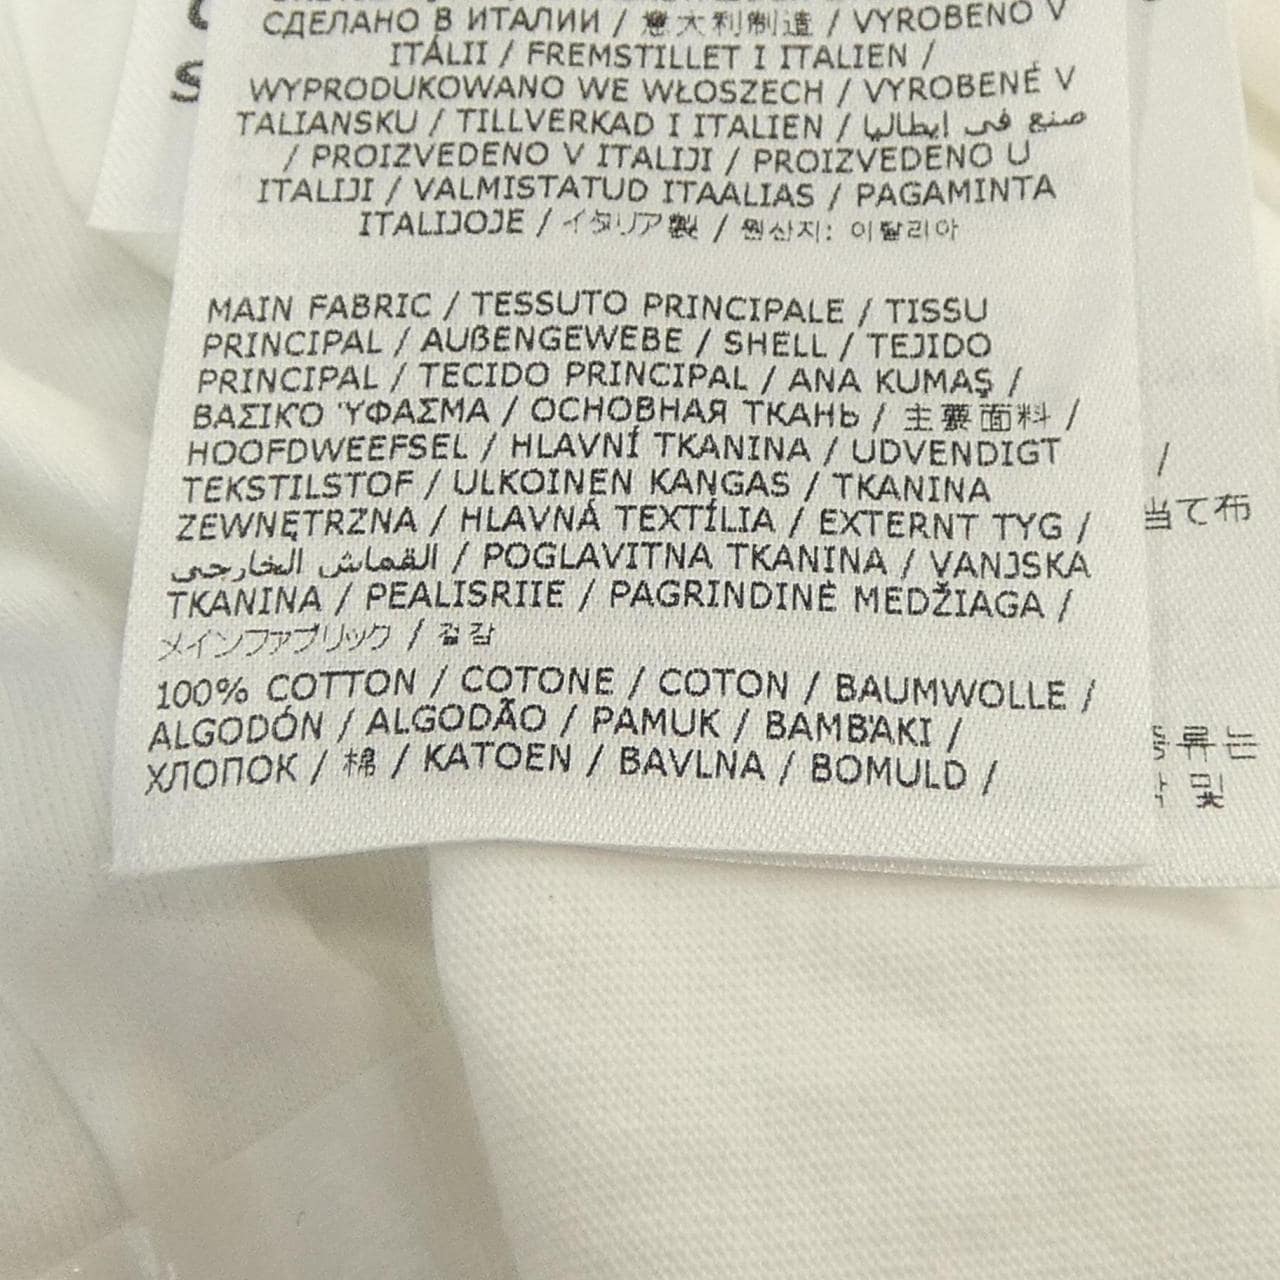 СДЕЛАНО В ИТАЛИИ / 意大利制造 / VYROBENO V
ITÁLII / FREMSTILLET I ITALIEN /
WYPRODUKOWANO WE WŁOSZECH / VYROBENÉ V
TALIANSKU / TILLVERKAD I ITALIEN / صنع في ايطاليا
/ PROIZVEDENO V ITALIJI / PROIZVEDENO U
ITALIJI / VALMISTATUD ITAALIAS / PAGAMINTA
ITALIJOJE / イタリア製 / 원산지: 이탈리아
MAIN FABRIC / TESSUTO PRINCIPALE / TISSU
PRINCIPAL / AUßENGEWEBE / SHELL / TEJIDO
PRINCIPAL / TECIDO PRINCIPAL / ANA KUMAŞ /
ΒΑΣΙΚΌ ΎΦΑΣΜΑ / ОСНОВНАЯ ТКАНЬ / 主要面料 /
HOOFDWEEFSEL / HLAVNÍ TKANINA / UDVENDIGT
TEKSTILSTOF / ULKOINEN KANGAS / TKANINA
ZEWNĘTRZNA / HLAVNÁ TEXTÍLIA / EXTERNT TYG /
القماش الخارجي / POGLAVITNA TKANINA / VANJSKA
TKANINA / PEALISRIIE / PAGRINDINĖ MEDŽIAGA /
メインファブリック / 겉감
100% COTTON / COTONE / COTON / BAUMWOLLE /
ALGODÓN / ALGODÃO / PAMUK / BAMBAKI /
ХЛОПОК / 棉 / KATOEN / BAVLNA / BOMULD /
/
当て布
류는
및